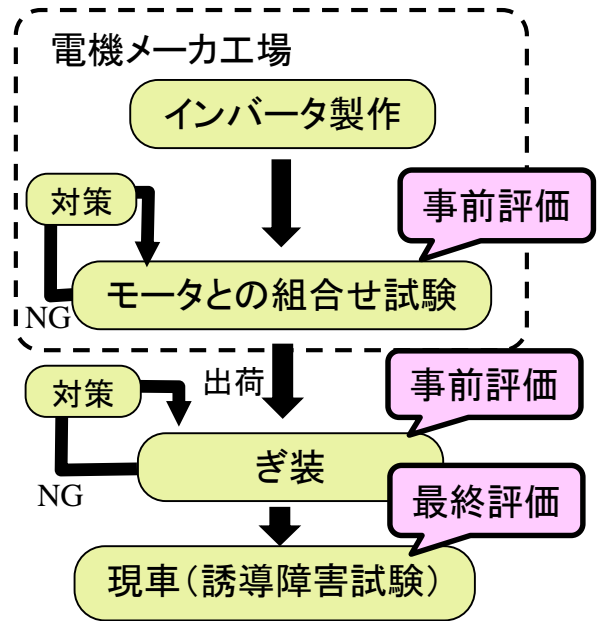 電機メーカ工場
インバータ製作
対策
事前評価
モータとの組合せ試験
NG
出荷
対策
事前評価
ぎ装
NG
最終評価
現車(誘導障害試験)